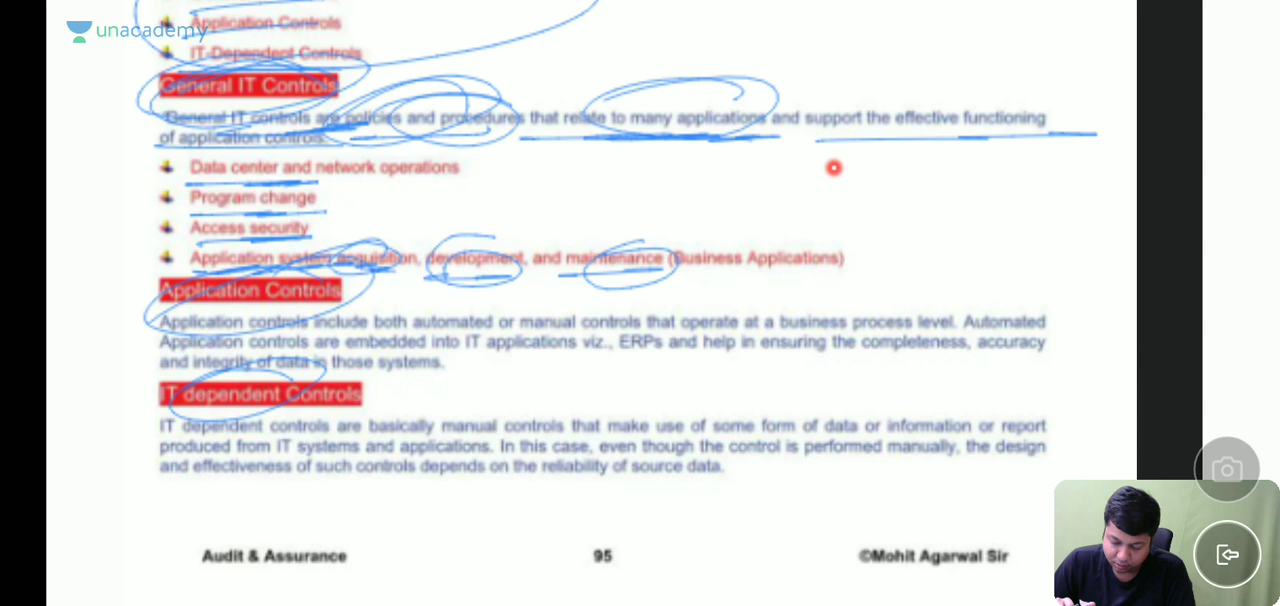 unacademy
Application Controls
IT-Dependent Controls
General IT Controls
General IT controls are policies and procedures that relate to many applications and support the effective functioning
of application controls.
Data center and network operations
Program change
Access security
Application system acquisition, development, and maintenance (Business Applications)
Application Controls
Application controls include both automated or manual controls that operate at a business process level. Automated
Application controls are embedded into IT applications viz., ERPs and help in ensuring the completeness, accuracy
and integrity of data in those systems.
IT dependent Controls
IT dependent controls are basically manual controls that make use of some form of data or information or report
produced from IT systems and applications. In this case, even though the control is performed manually, the design
and effectiveness of such controls depends on the reliability of source data.
Audit & Assurance 95 ©Mohit Agarwal Sir